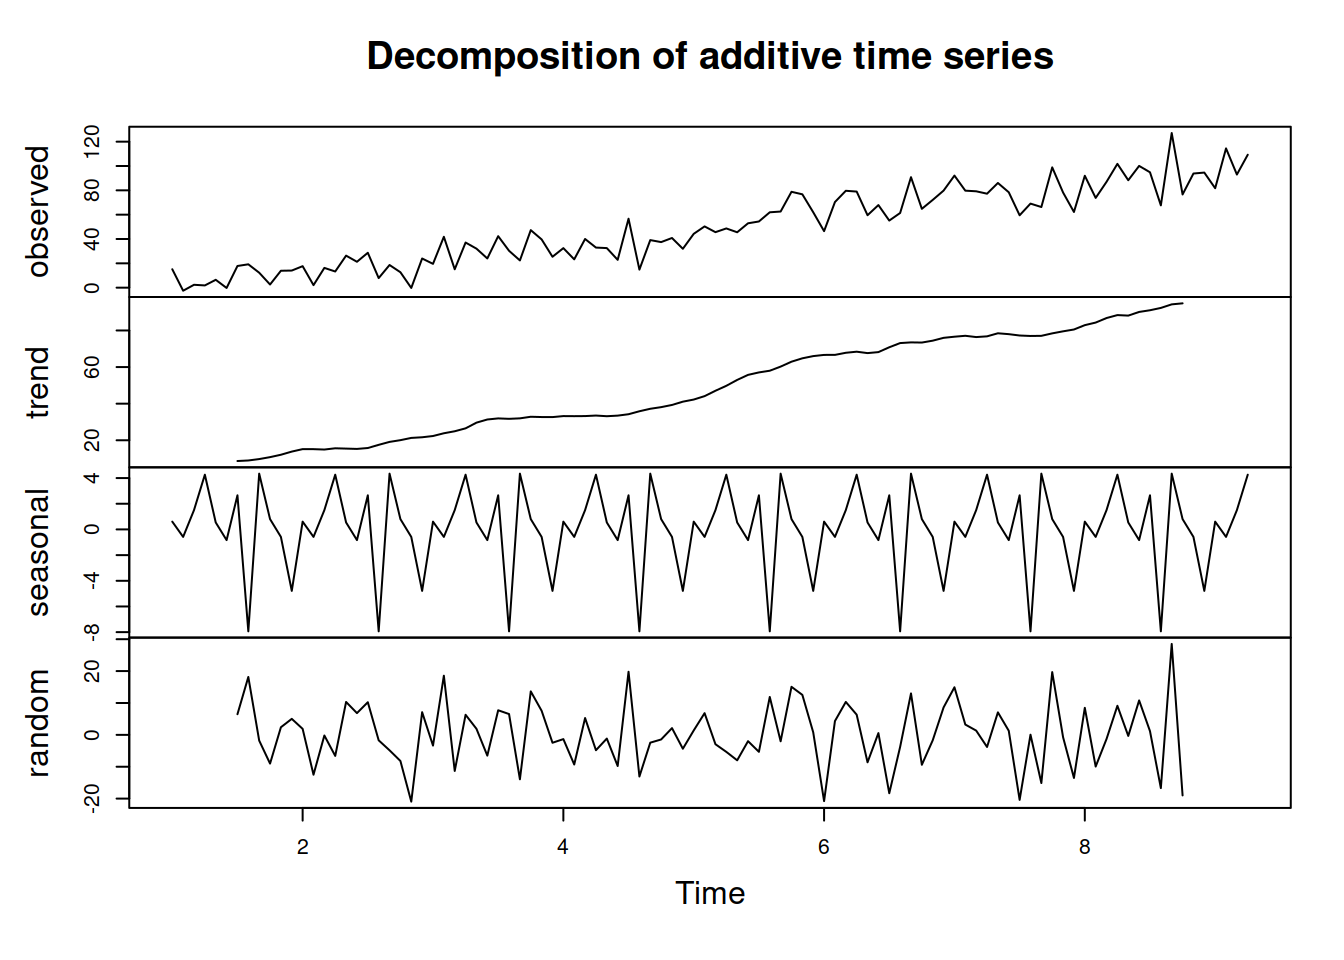 Decomposition of additive time series
observed
0 40 80 120
trend
20 60
seasonal
-8 -4 0 4
random
-20 0 20
2 4 6 8
Time